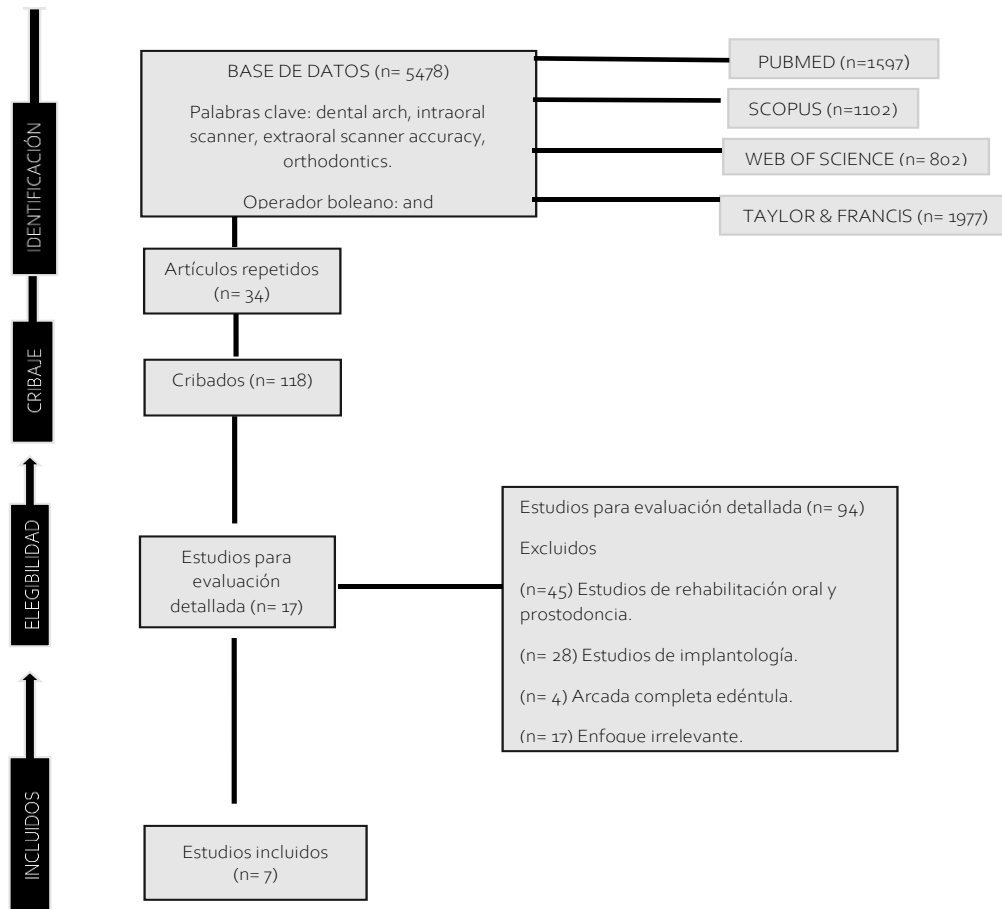 BASE DE DATOS (n= 5478)
Palabras clave: dental arch, intraoral
scanner, extraoral scanner accuracy,
orthodontics.
Operador boleano: and
PUBMED (n=1597)
SCOPUS (n=1102)
WEB OF SCIENCE (n= 802)
TAYLOR & FRANCIS (n= 1977)
IDENTIFICACIÓN
Artículos repetidos
(n= 34)
CRIBAJE
Cribados (n= 118)
ELEGIBILIDAD
Estudios para
evaluación
detallada (n= 17)
Estudios para evaluación detallada (n= 94)
Excluidos
(n=45) Estudios de rehabilitación oral y
prostodoncia.
(n= 28) Estudios de implantología.
(n= 4) Arcada completa edéntula.
(n= 17) Enfoque irrelevante.
INCLUIDOS
Estudios incluidos
(n= 7)